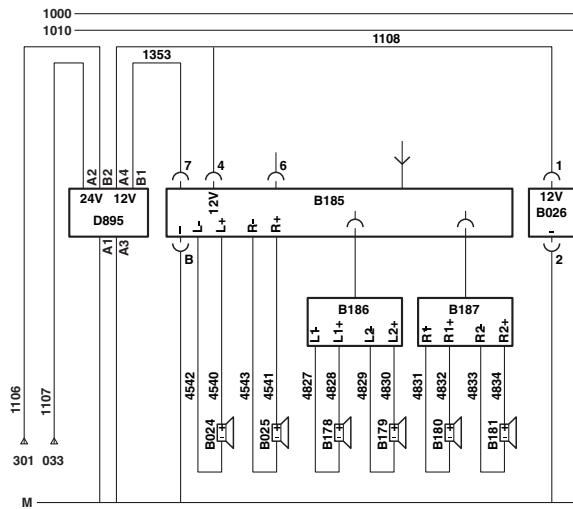 1000
1010
1108
1353
7
4
6
1
A2
B2
A4
B1
24V
12V
D895
12V
B185
12V
B026
-
L-
L+
R-
R+
-
A1
A3
B
2
B186
L1-
L1+
L2-
L2+
B187
R1-
R1+
R2-
R2+
1106
1107
4542
4540
4543
4541
4827
4828
4829
4830
4831
4832
4833
4834
B024
B025
B178
B179
B180
B181
301
033
M